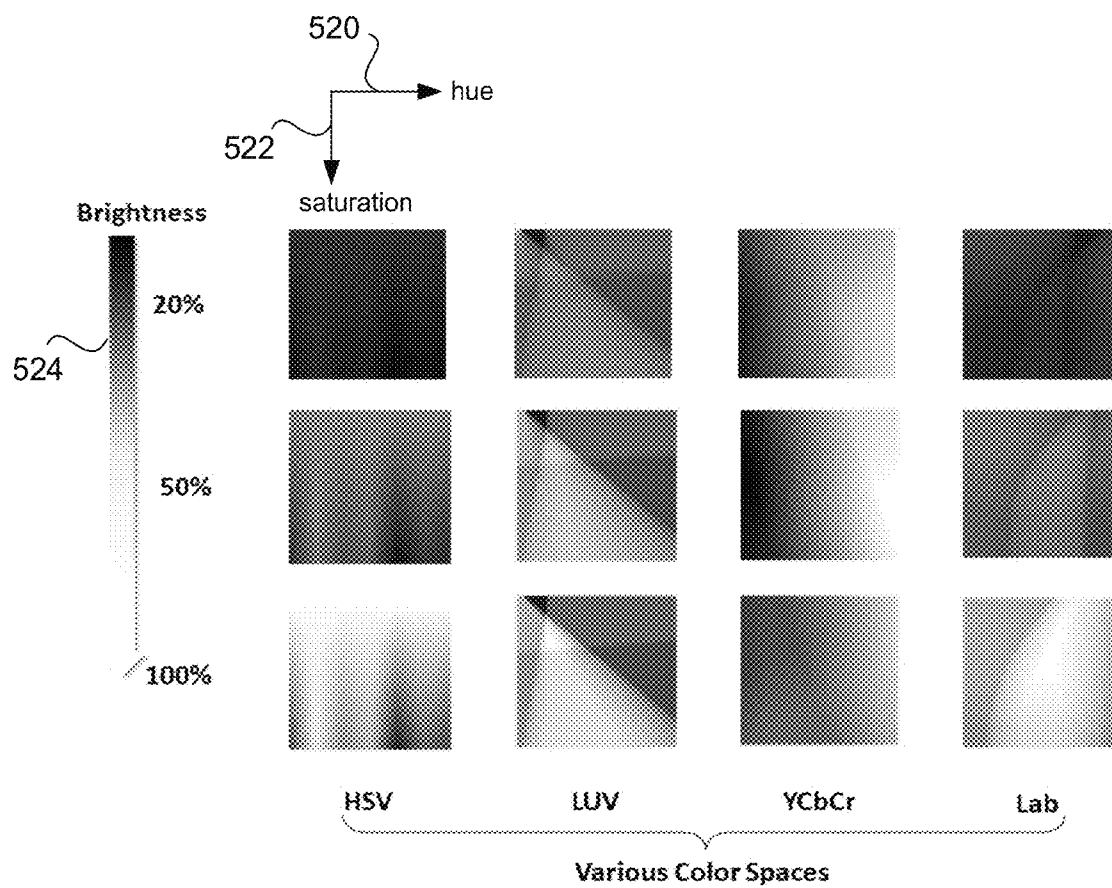 520
hue
522
saturation
Brightness
20%
524
50%
100%
HSV LUV YCbCr Lab
Various Color Spaces